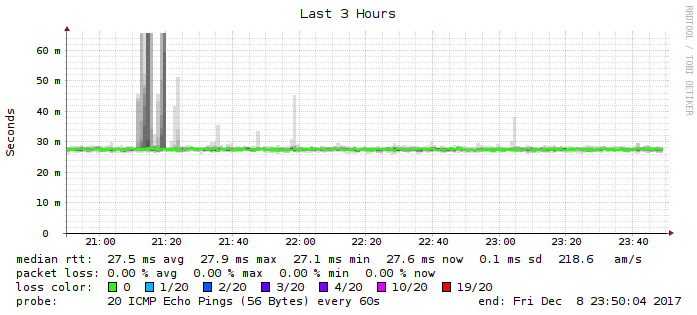 Last 3 Hours
RRDTOOL / TOBI OETIKER
Seconds
60 m
50 m
40 m
30 m
20 m
10 m
0
21:00 21:20 21:40 22:00 22:20 22:40 23:00 23:20 23:40
median rtt: 27.5 ms avg 27.9 ms max 27.1 ms min 27.6 ms now 0.1 ms sd 218.6 am/s
packet loss: 0.00 % avg 0.00 % max 0.00 % min 0.00 % now
loss color: 0 1/20 2/20 3/20 4/20 10/20 19/20
probe: 20 ICMP Echo Pings (56 Bytes) every 60s end: Fri Dec 8 23:50:04 2017